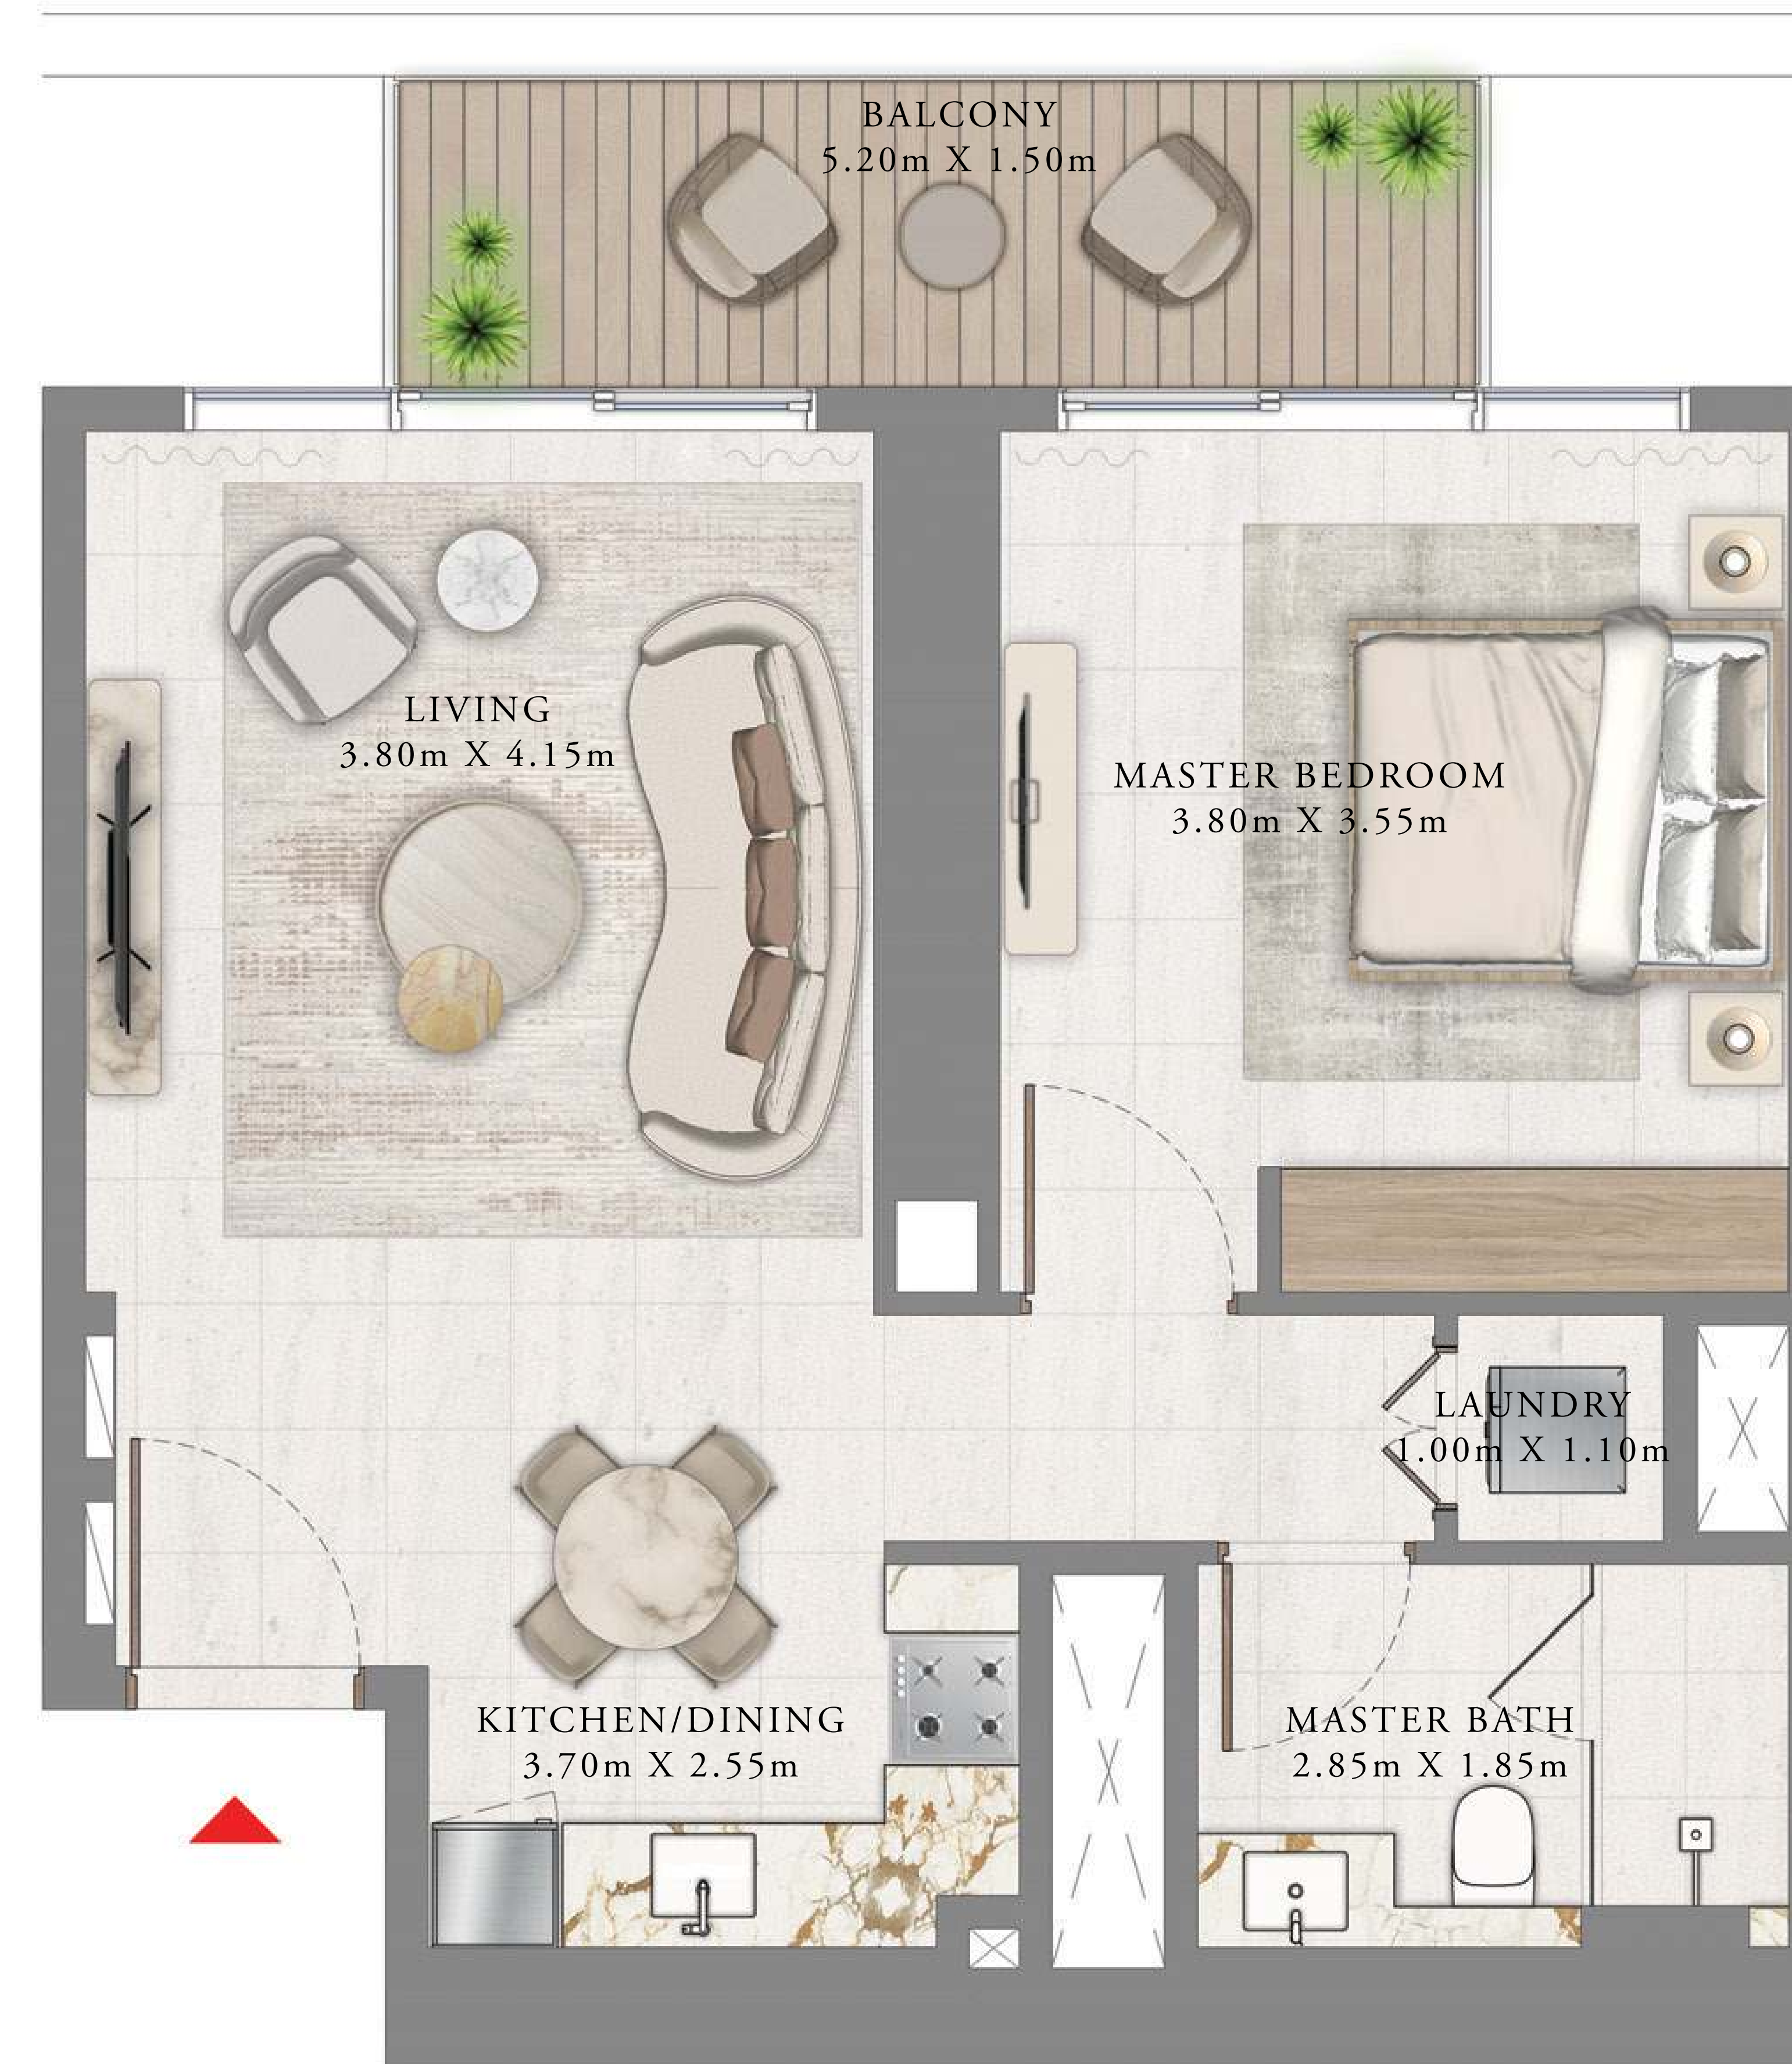 BALCONY
5.20m X 1.50m
LIVING
3.80m X 4.15m
MASTER BEDROOM
3.80m X 3.55m
LAUNDRY
1.00m X 1.10m
KITCHEN/DINING
3.70m X 2.55m
MASTER BATH
2.85m X 1.85m